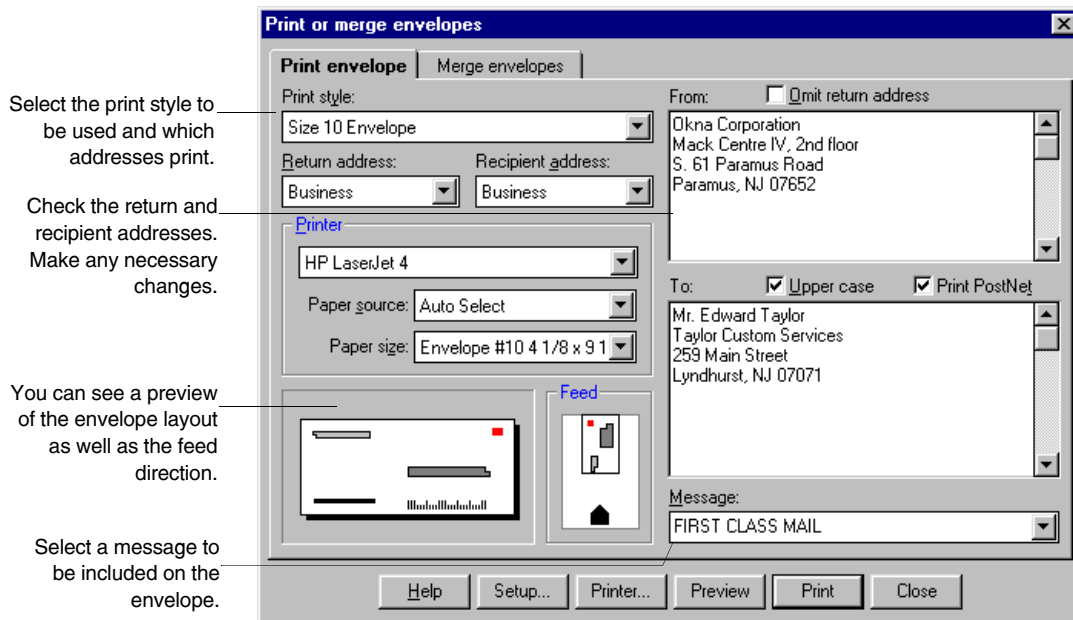 Print or merge envelopes
Print envelope
Merge envelopes
Select the print style to
be used and which
addresses print.
Check the return and
recipient addresses.
Make any necessary
changes.
You can see a preview
of the envelope layout
as well as the feed
direction.
Select a message to
be included on the
envelope.
Print style:
Size 10 Envelope
Return address:
Recipient address:
Business
Business
Printer
HP LaserJet 4
Paper source:
Auto Select
Paper size:
Envelope #10 4 1/8 x 9 1
Feed
From:
Omit return address
Okna Corporation
Mack Centre IV, 2nd floor
S. 61 Paramus Road
Paramus, NJ 07652
To:
Upper case
Print PostNet
Mr. Edward Taylor
Taylor Custom Services
259 Main Street
Lyndhurst, NJ 07071
Message:
FIRST CLASS MAIL
Help
Setup...
Printer...
Preview
Print
Close